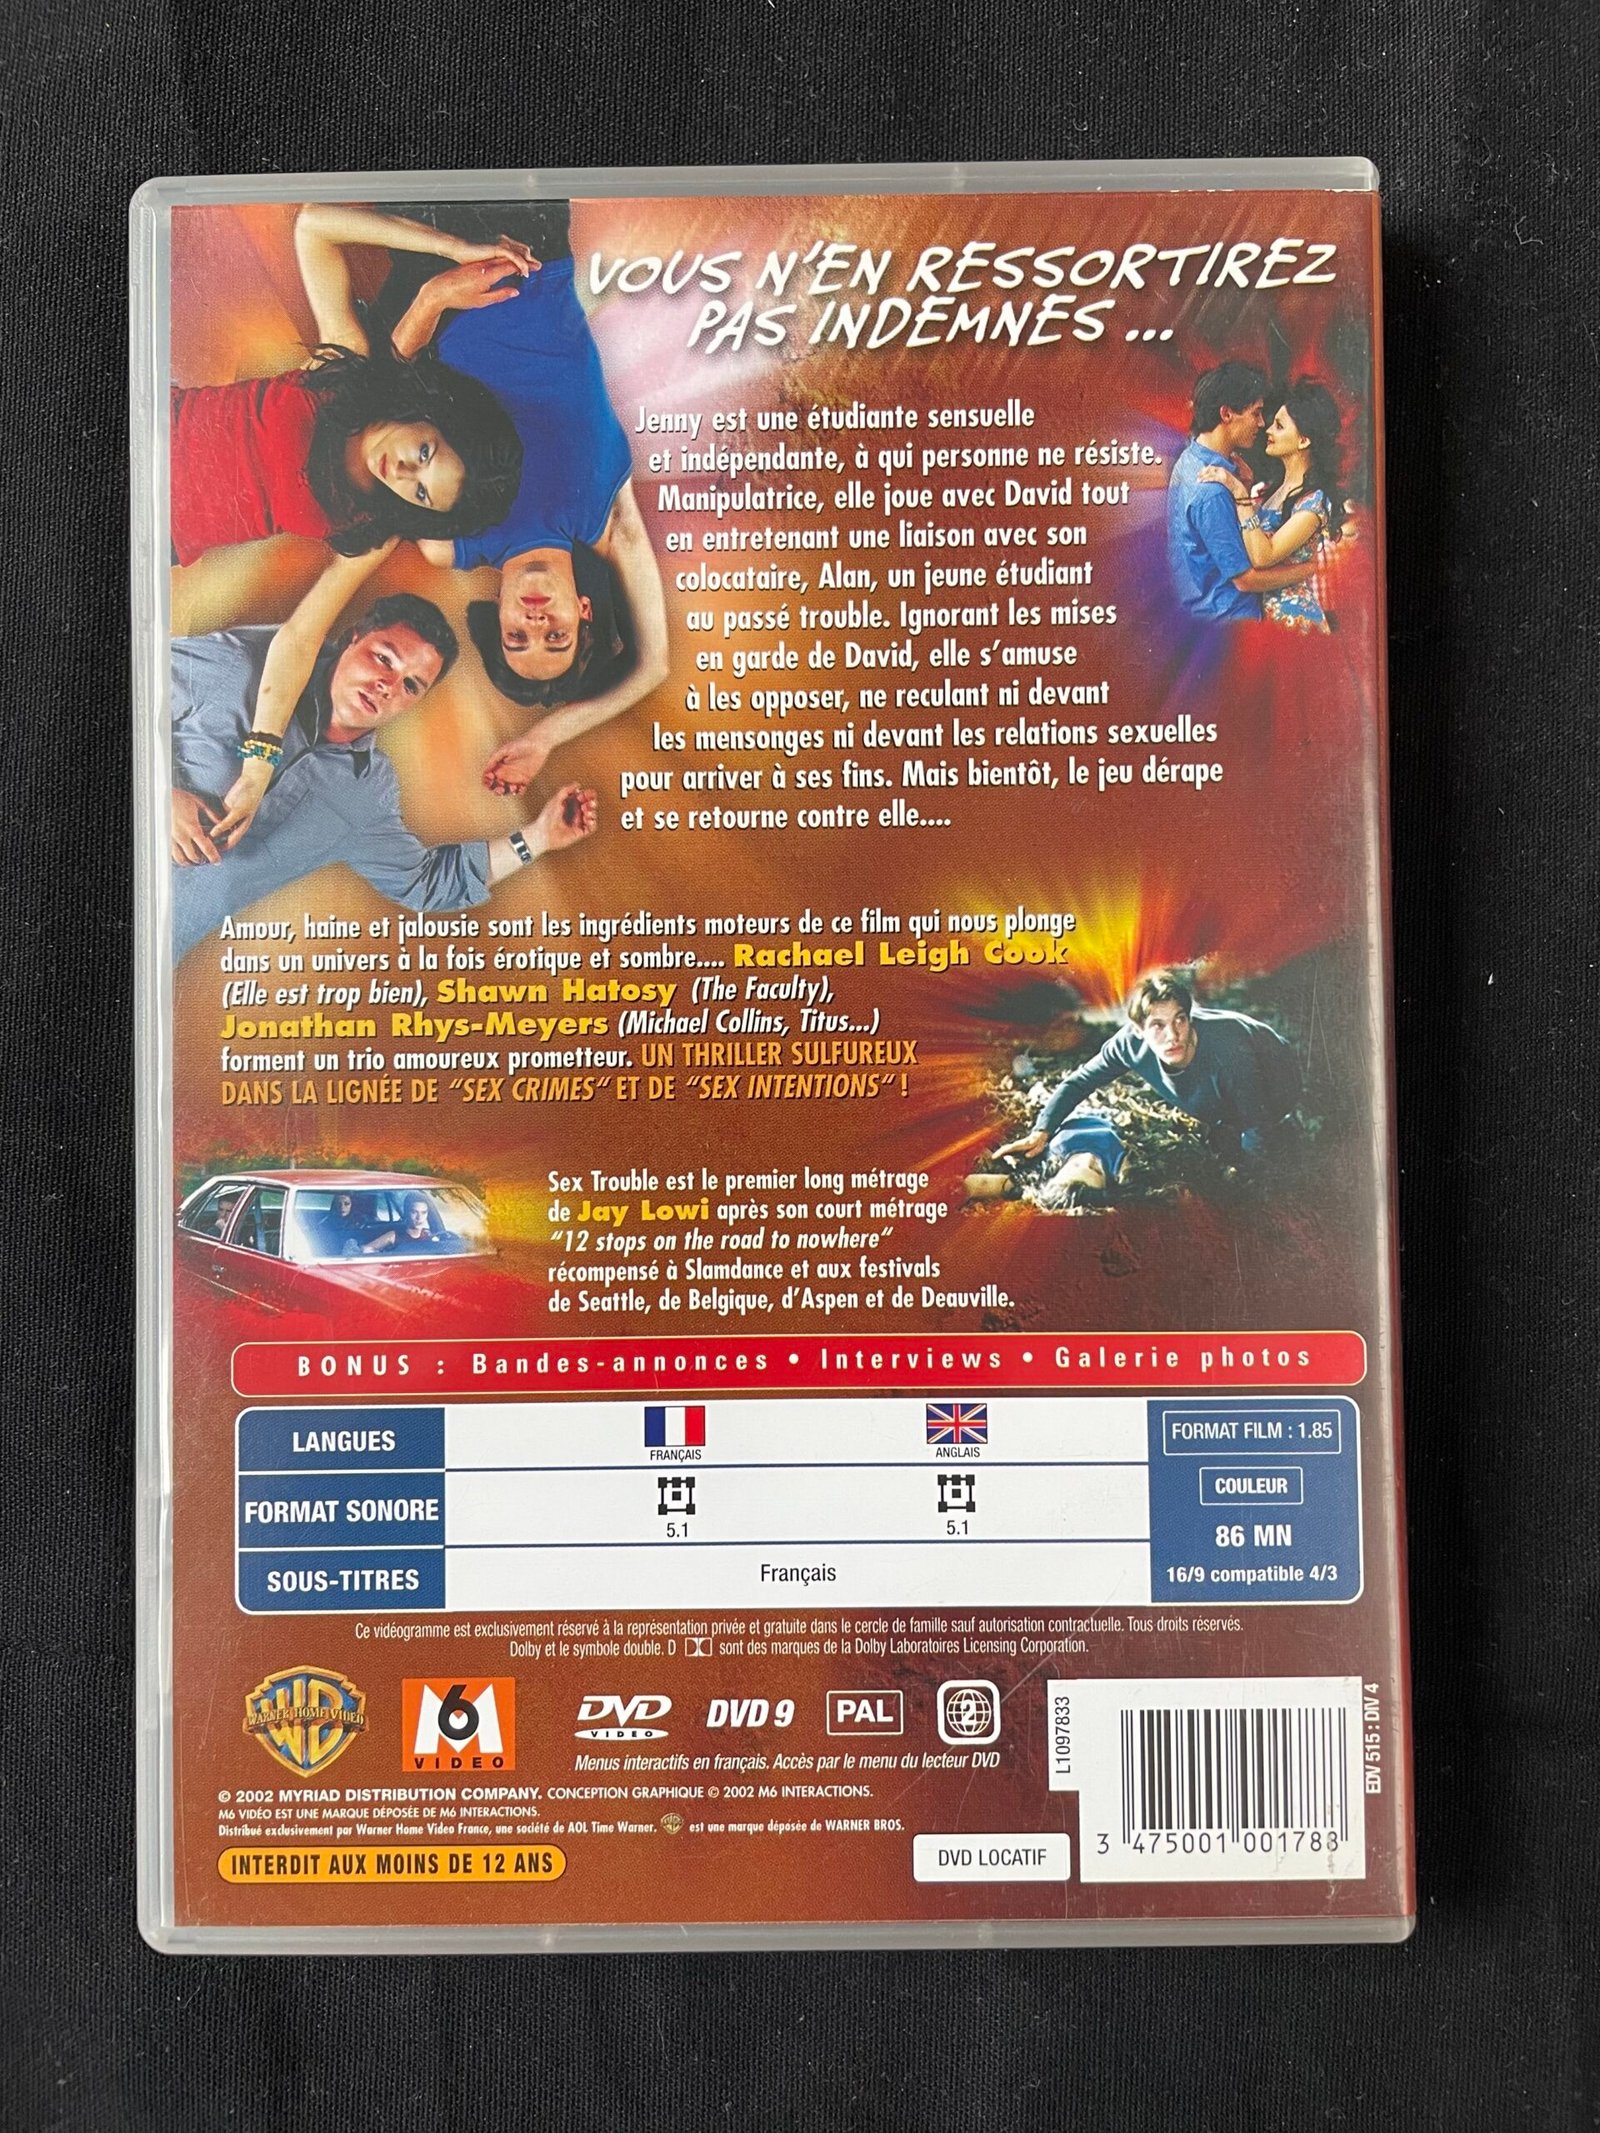 VOUS N'EN RESSORTIREZ
PAS INDEMNES...
Jenny est une étudiante sensuelle
et indépendante, à qui personne ne résiste.
Manipulatrice, elle joue avec David tout
en entretenant une liaison avec son
colocataire, Alan, un jeune étudiant
au passé trouble. Ignorant les mises
en garde de David, elle s'amuse
à les opposer, ne reculant ni devant
les mensonges ni devant les relations sexuelles
pour arriver à ses fins. Mais bientôt, le jeu dérape
et se retourne contre elle....
Amour, haine et jalousie sont les ingrédients moteurs de ce film qui nous plonge
dans un univers à la fois érotique et sombre.... Rachael Leigh Cook
(Elle est trop bien), Shawn Hatosy (The Faculty),
Jonathan Rhys-Meyers (Michael Collins, Titus...)
forment un trio amoureux prometteur. UN THRILLER SULFUREUX
DANS LA LIGNÉE DE "SEX CRIMES" ET DE "SEX INTENTIONS" !
Sex Trouble est le premier long métrage
de Jay Lowi après son court métrage
"12 stops on the road to nowhere"
récompensé à Slamdance et aux festivals
de Seattle, de Belgique, d'Aspen et de Deauville.
BONUS : Bandes-annonces • Interviews • Galerie photos
LANGUES
FRANÇAIS
ANGLAIS
FORMAT SONORE
5.1
5.1
SOUS-TITRES
Français
FORMAT FILM : 1.85
COULEUR
86 MN
16/9 compatible 4/3
Ce vidéogramme est exclusivement réservé à la représentation privée et gratuite dans le cercle de famille sauf autorisation contractuelle. Tous droits réservés.
Dolby et le symbole double. D sont des marques de la Dolby Laboratoires Licensing Corporation.
WB
WARNER HOME VIDEO
M6
VIDEO
DVD
VIDEO
DVD 9
PAL
2
Menus interactifs en français. Accès par le menu du lecteur DVD
© 2002 MYRIAD DISTRIBUTION COMPANY. CONCEPTION GRAPHIQUE © 2002 M6 INTERACTIONS.
M6 VIDÉO EST UNE MARQUE DÉPOSÉE DE M6 INTERACTIONS.
Distribué exclusivement par Warner Home Video France, une société de AOL Time Warner. est une marque déposée de WARNER BROS.
INTERDIT AUX MOINS DE 12 ANS
DVD LOCATIF
L1097833
3 475001 001788
EDV 515 : DIV 4